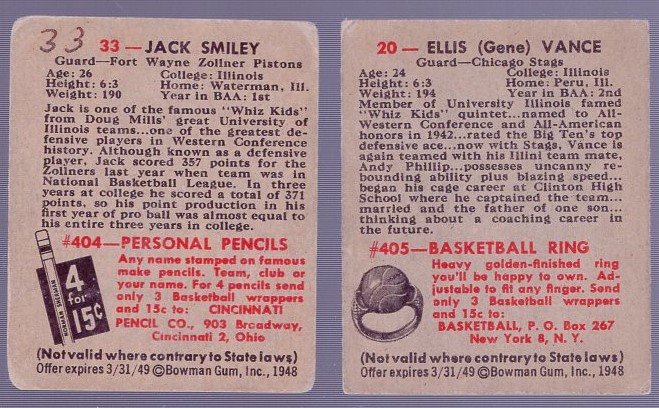 33
33 — JACK SMILEY
Guard—Fort Wayne Zollner Pistons
Age: 26 College: Illinois
Height: 6:3 Home: Waterman, Ill.
Weight: 190 Year in BAA: 1st
Jack is one of the famous "Whiz Kids"
from Doug Mills' great University of
Illinois teams...one of the greatest de-
fensive players in Western Conference
history. Although known as a defensive
player, Jack scored 357 points for the
Zollners last year when team was in
National Basketball League. In three
years at college he scored a total of 371
points, so his point production in his
first year of pro ball was almost equal to
his entire three years in college.
#404—PERSONAL PENCILS
Any name stamped on famous
make pencils. Team, club or
your name. For 4 pencils send
only 3 Basketball wrappers
and 15c to: CINCINNATI
PENCIL CO., 903 Broadway,
Cincinnati 2, Ohio
4
for
15¢
(Not valid where contrary to State laws)
Offer expires 3/31/49 ©Bowman Gum, Inc., 1948
20 — ELLIS (Gene) VANCE
Guard—Chicago Stags
Age: 24 College: Illinois
Height: 6:3 Home: Peru, Ill.
Weight: 194 Year in BAA: 2nd
Member of University Illinois famed
"Whiz Kids" quintet...named to All-
Western Conference and All-American
honors in 1942...rated the Big Ten's top
defensive ace...now with Stags, Vance is
again teamed with his Illini team mate,
Andy Phillip...possesses uncanny re-
bounding ability plus blazing speed...
began his cage career at Clinton High
School where he captained the team...
married and the father of one son...
thinking about a coaching career in
the future.
#405—BASKETBALL RING
Heavy golden-finished ring
you'll be happy to own. Ad-
justable to fit any finger. Send
only 3 Basketball wrappers
and 15c to:
BASKETBALL, P. O. Box 267
New York 8, N. Y.
(Not valid where contrary to State laws)
Offer expires 3/31/49 ©Bowman Gum, Inc., 1948